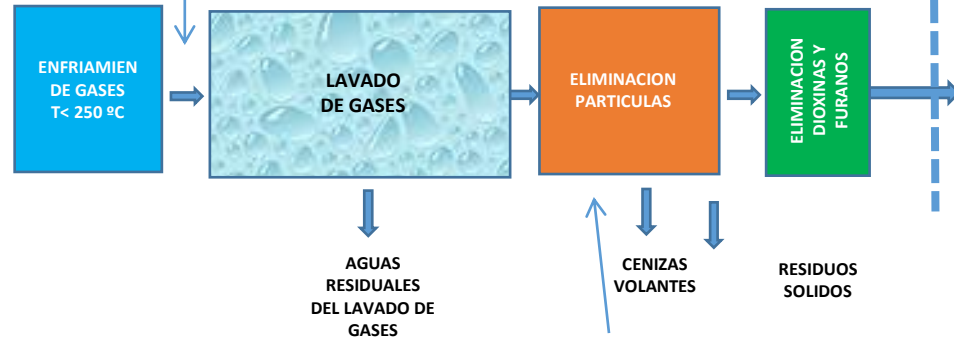 ENFRIAMIEN
DE GASES
T< 250 ºC
LAVADO
DE GASES
ELIMINACION
PARTICULAS
ELIMINACION
DIOXINAS Y
FURANOS
AGUAS
RESIDUALES
DEL LAVADO DE
GASES
CENIZAS
VOLANTES
RESIDUOS
SOLIDOS